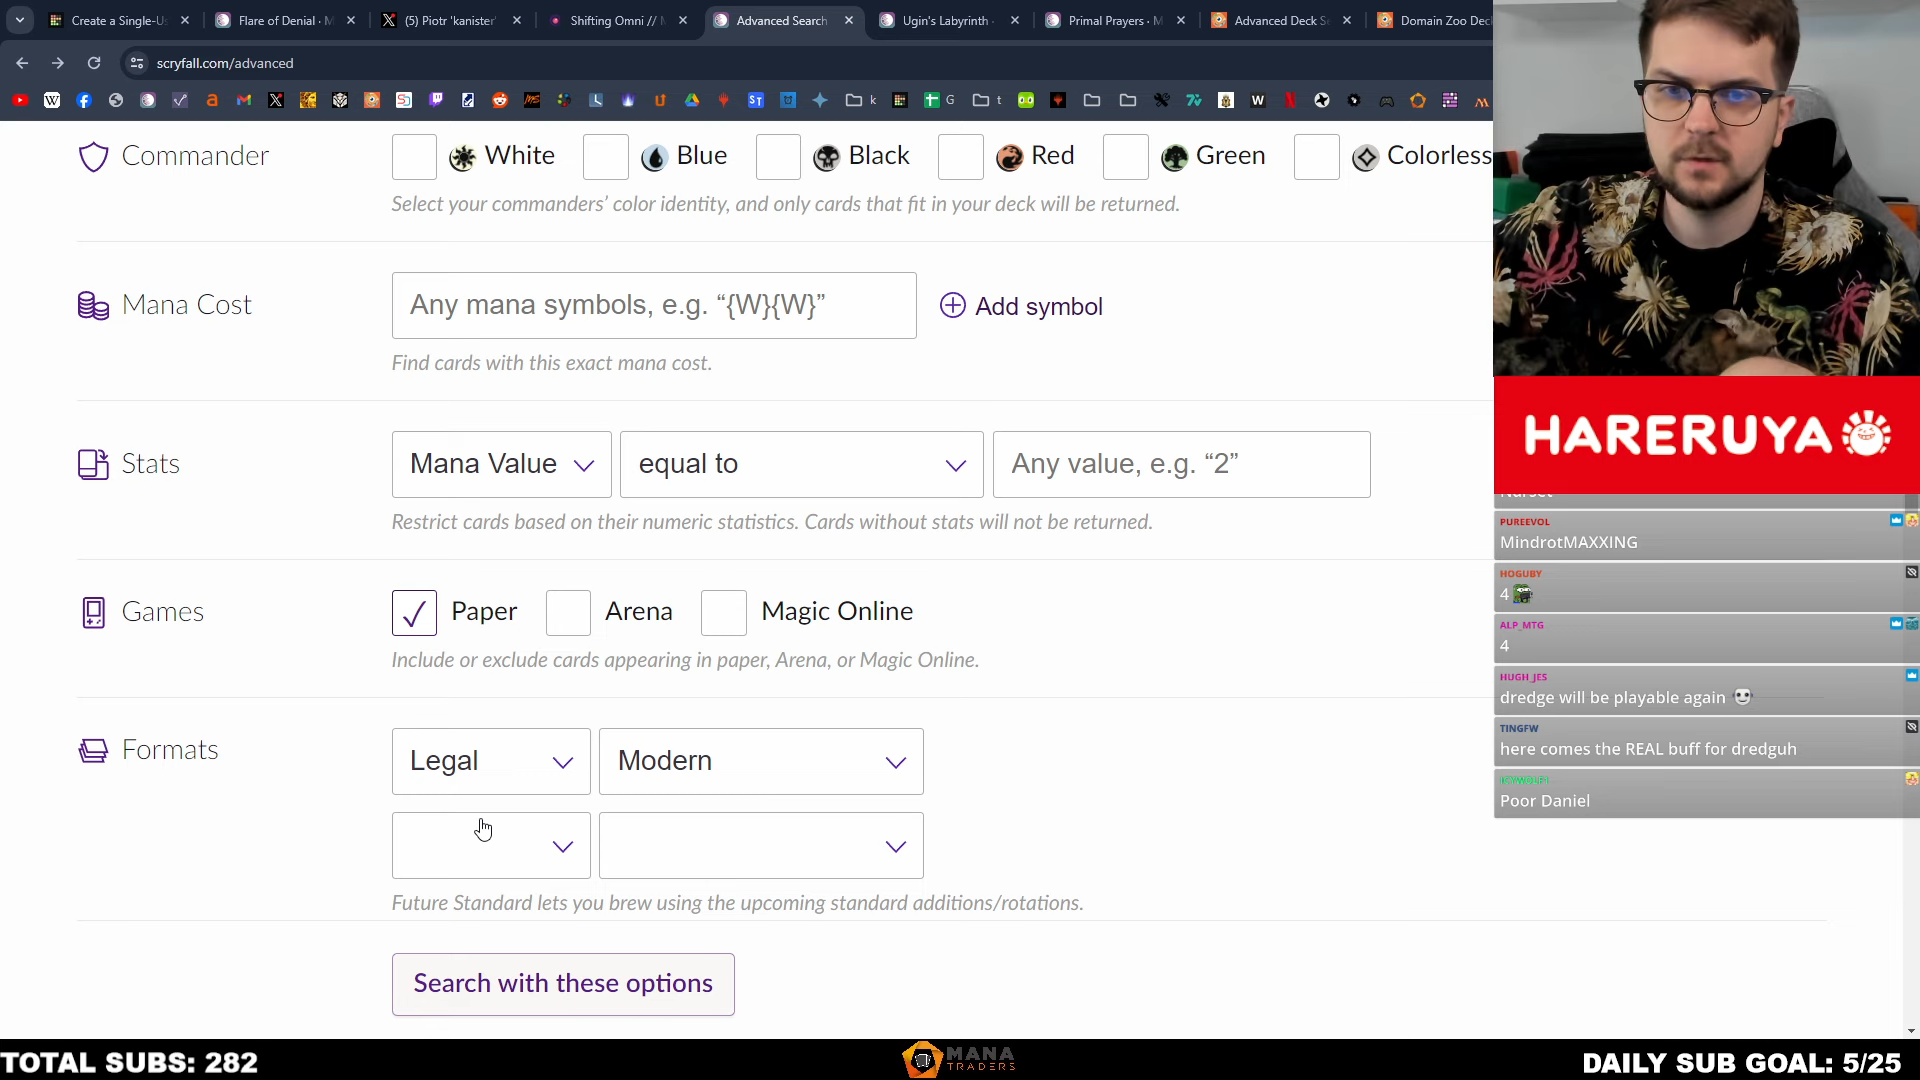 Create a Single-Us
Flare of Denial · M
(5) Piotr 'kanister'
Shifting Omni //
Advanced Search
Ugin's Labyrinth ·
Primal Prayers · M
Advanced Deck Se
Domain Zoo Dec
scryfall.com/advanced
k
G
t
Commander
White
Blue
Black
Red
Green
Colorless
Select your commanders' color identity, and only cards that fit in your deck will be returned.
Mana Cost
Any mana symbols, e.g. “{W}{W}”
Add symbol
Find cards with this exact mana cost.
Stats
Mana Value
equal to
Any value, e.g. “2”
Restrict cards based on their numeric statistics. Cards without stats will not be returned.
Games
✓ Paper
Arena
Magic Online
Include or exclude cards appearing in paper, Arena, or Magic Online.
Formats
Legal
Modern
Future Standard lets you brew using the upcoming standard additions/rotations.
Search with these options
HARERUYA
PUREEVOL
MindrotMAXXING
HOGUBY
4
ALP_MTG
4
HUGH_JES
dredge will be playable again
TINGFW
here comes the REAL buff for dredguh
Poor Daniel
TOTAL SUBS: 282
MANA
TRADERS
DAILY SUB GOAL: 5/25